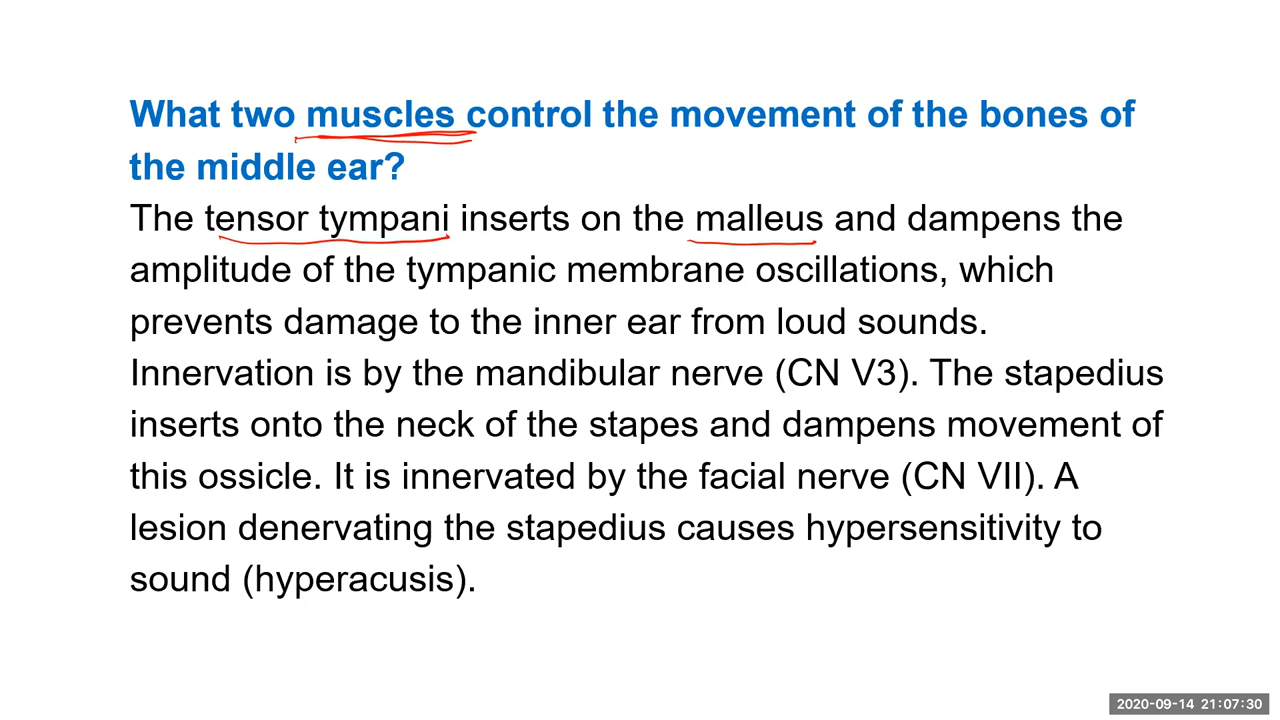 What two muscles control the movement of the bones of
the middle ear?
The tensor tympani inserts on the malleus and dampens the
amplitude of the tympanic membrane oscillations, which
prevents damage to the inner ear from loud sounds.
Innervation is by the mandibular nerve (CN V3). The stapedius
inserts onto the neck of the stapes and dampens movement of
this ossicle. It is innervated by the facial nerve (CN VII). A
lesion denervating the stapedius causes hypersensitivity to
sound (hyperacusis).
2020-09-14 21:07:30